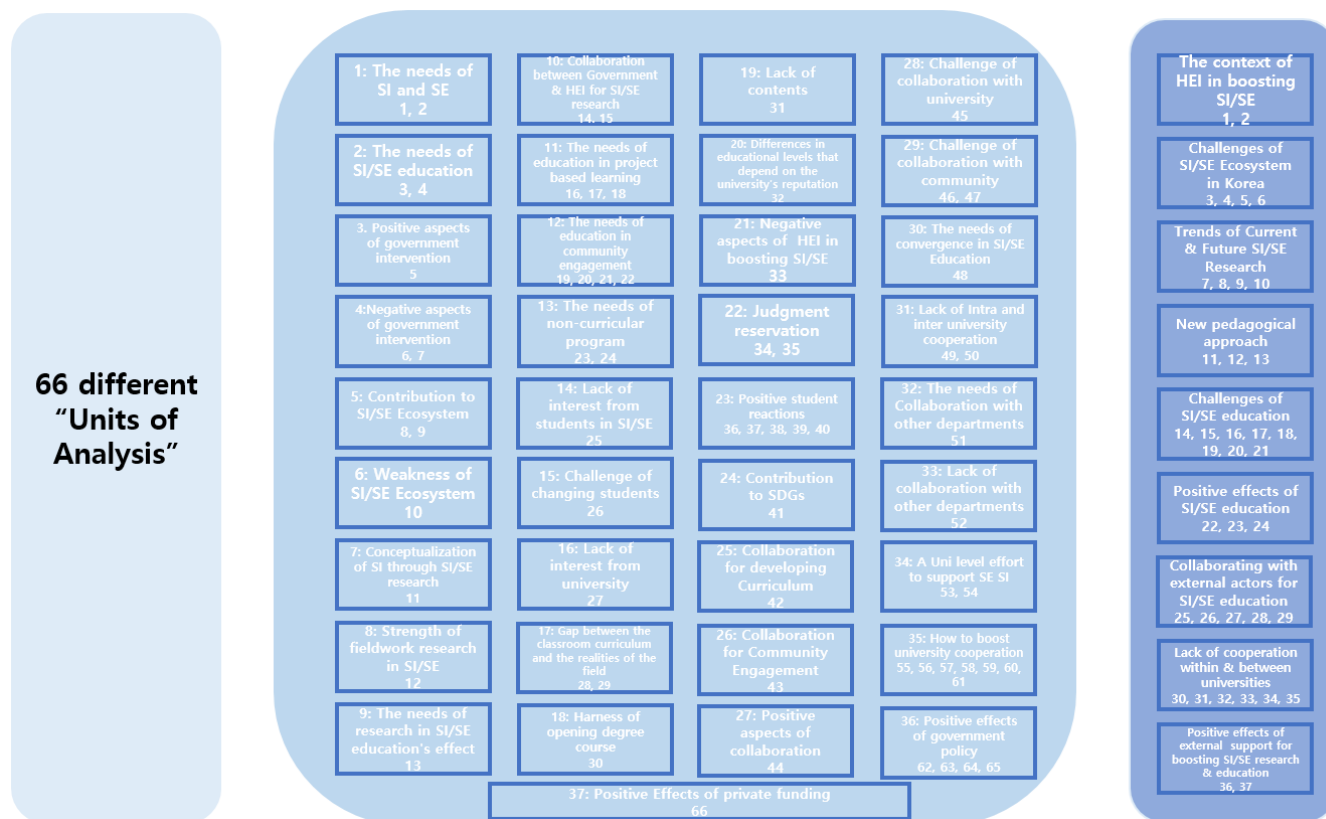 66 different
“Units of
Analysis”
1: The needs of
SI and SE
1, 2
2: The needs of
SI/SE education
3, 4
3. Positive aspects
of government
intervention
5
4:Negative aspects
of government
intervention
6, 7
5: Contribution to
SI/SE Ecosystem
8, 9
6: Weakness of
SI/SE Ecosystem
10
7: Conceptualization
of SI through SI/SE
research
11
8: Strength of
fieldwork research
in SI/SE
12
9: The needs of
research in SI/SE
education's effect
13
10: Collaboration
between Government
& HEI for SI/SE
research
14, 15
11: The needs of
education in project
based learning
16, 17, 18
12: The needs of
education in
community
engagement
19, 20, 21, 22
13: The needs of
non-curricular
program
23, 24
14: Lack of
interest from
students in SI/SE
25
15: Challenge of
changing students
26
16: Lack of
interest from
university
27
17: Gap between the
classroom curriculum
and the realities of the
field
28, 29
18: Harness of
opening degree
course
30
19: Lack of
contents
31
20: Differences in
educational levels that
depend on the
university's reputation
32
21: Negative
aspects of HEI in
boosting SI/SE
33
22: Judgment
reservation
34, 35
23: Positive student
reactions
36, 37, 38, 39, 40
24: Contribution
to SDGs
41
25: Collaboration
for developing
Curriculum
42
26: Collaboration
for Community
Engagement
43
27: Positive
aspects of
collaboration
44
28: Challenge of
collaboration with
university
45
29: Challenge of
collaboration with
community
46, 47
30: The needs of
convergence in SI/SE
Education
48
31: Lack of Intra and
inter university
cooperation
49, 50
32: The needs of
Collaboration with
other departments
51
33: Lack of
collaboration with
other departments
52
34: A Uni level effort
to support SE SI
53, 54
35: How to boost
university cooperation
55, 56, 57, 58, 59, 60,
61
36: Positive effects
of government
policy
62, 63, 64, 65
37: Positive Effects of private funding
66
The context of
HEI in boosting
SI/SE
1, 2
Challenges of
SI/SE Ecosystem
in Korea
3, 4, 5, 6
Trends of Current
& Future SI/SE
Research
7, 8, 9, 10
New pedagogical
approach
11, 12, 13
Challenges of
SI/SE education
14, 15, 16, 17, 18,
19, 20, 21
Positive effects of
SI/SE education
22, 23, 24
Collaborating with
external actors for
SI/SE education
25, 26, 27, 28, 29
Lack of cooperation
within & between
universities
30, 31, 32, 33, 34, 35
Positive effects of
external support for
boosting SI/SE research
& education
36, 37